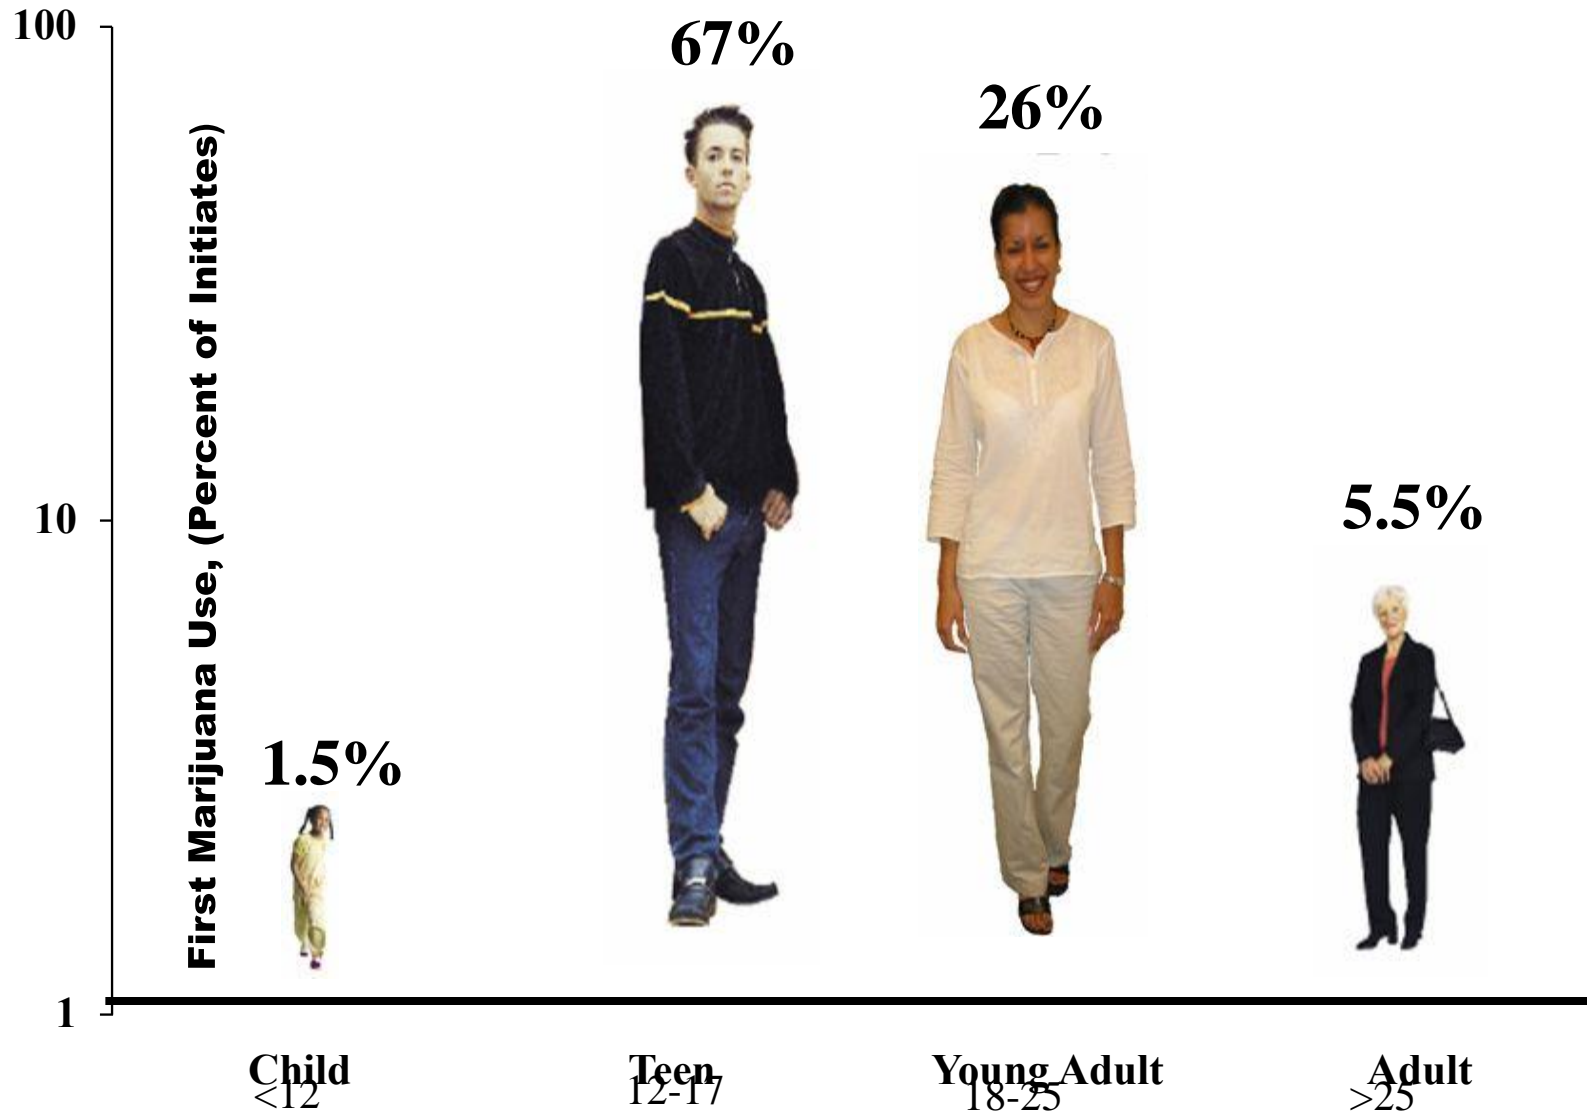 100
67%
26%
First Marijuana Use, (Percent of Initiates)
5.5%
10
1.5%
1
Child
Teen
Young Adult
Adult
<12
12-17
18-25
>25